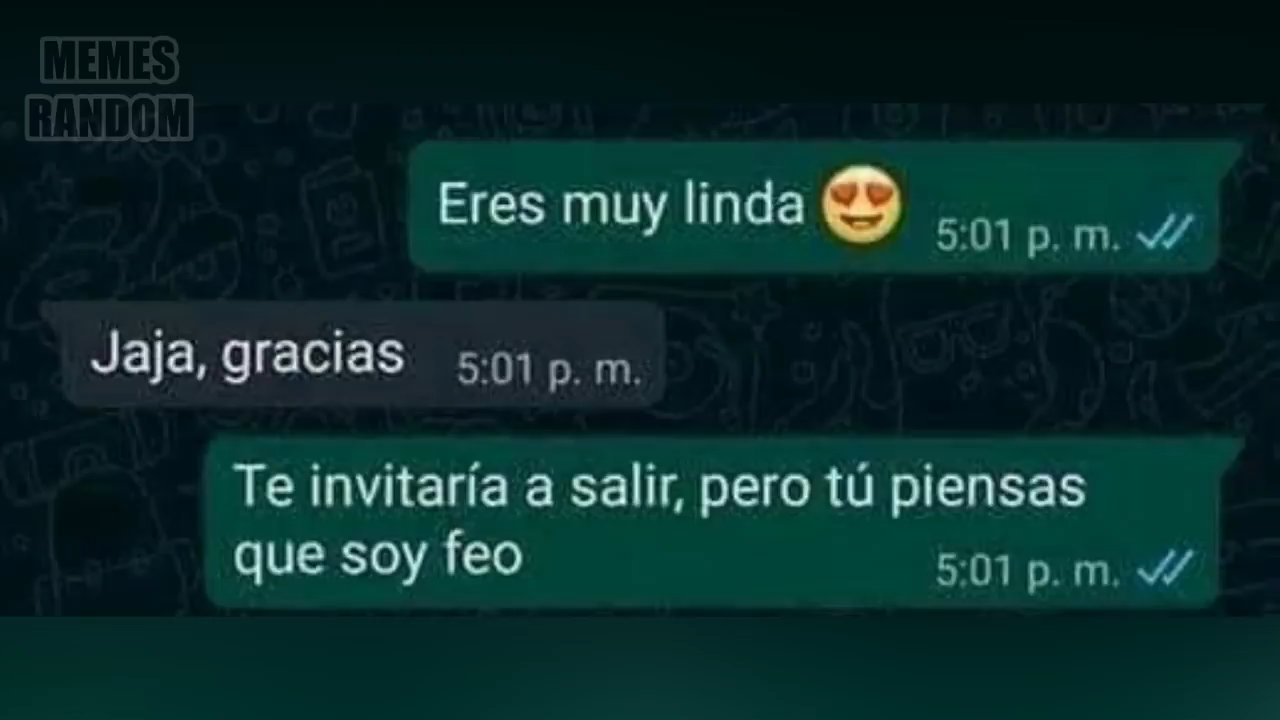 MEMES
RANDOM
Eres muy linda 😍 5:01 p. m.
Jaja, gracias 5:01 p. m.
Te invitaría a salir, pero tú piensas
que soy feo 5:01 p. m.